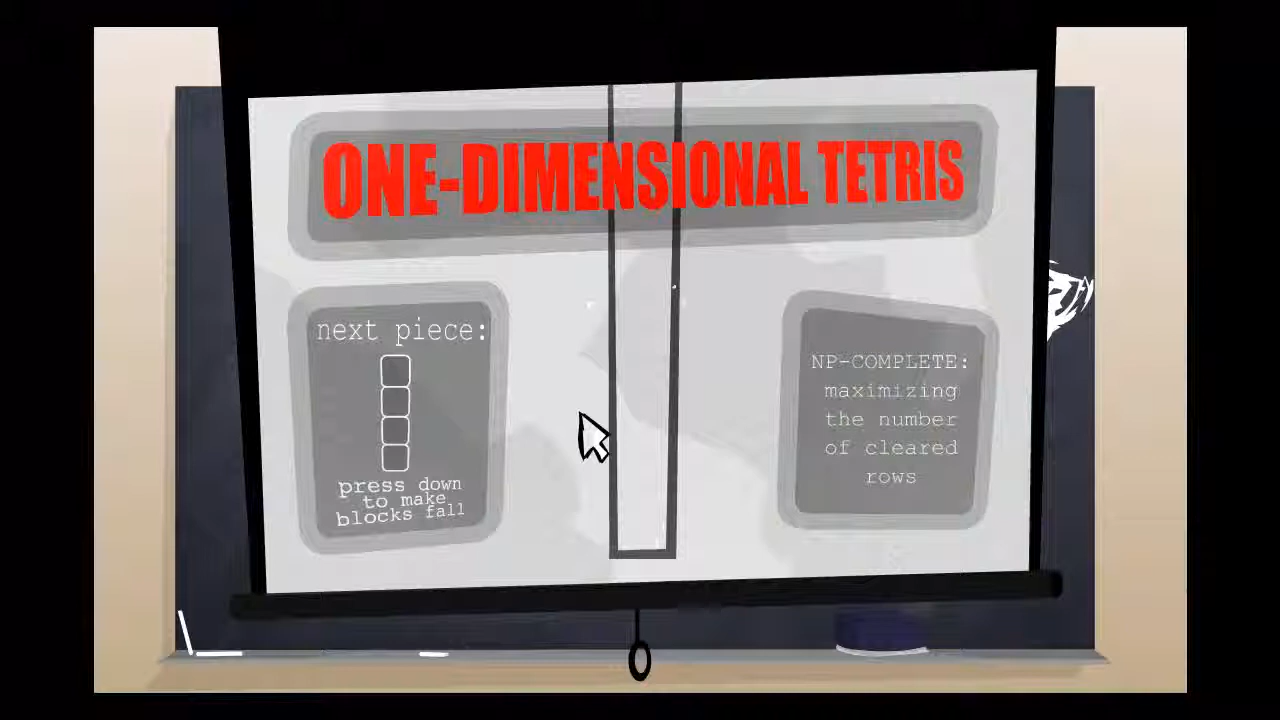 ONE-DIMENSIONAL TETRIS
next piece:
press down
to make
blocks fall
NP-COMPLETE:
maximizing
the number
of cleared
rows